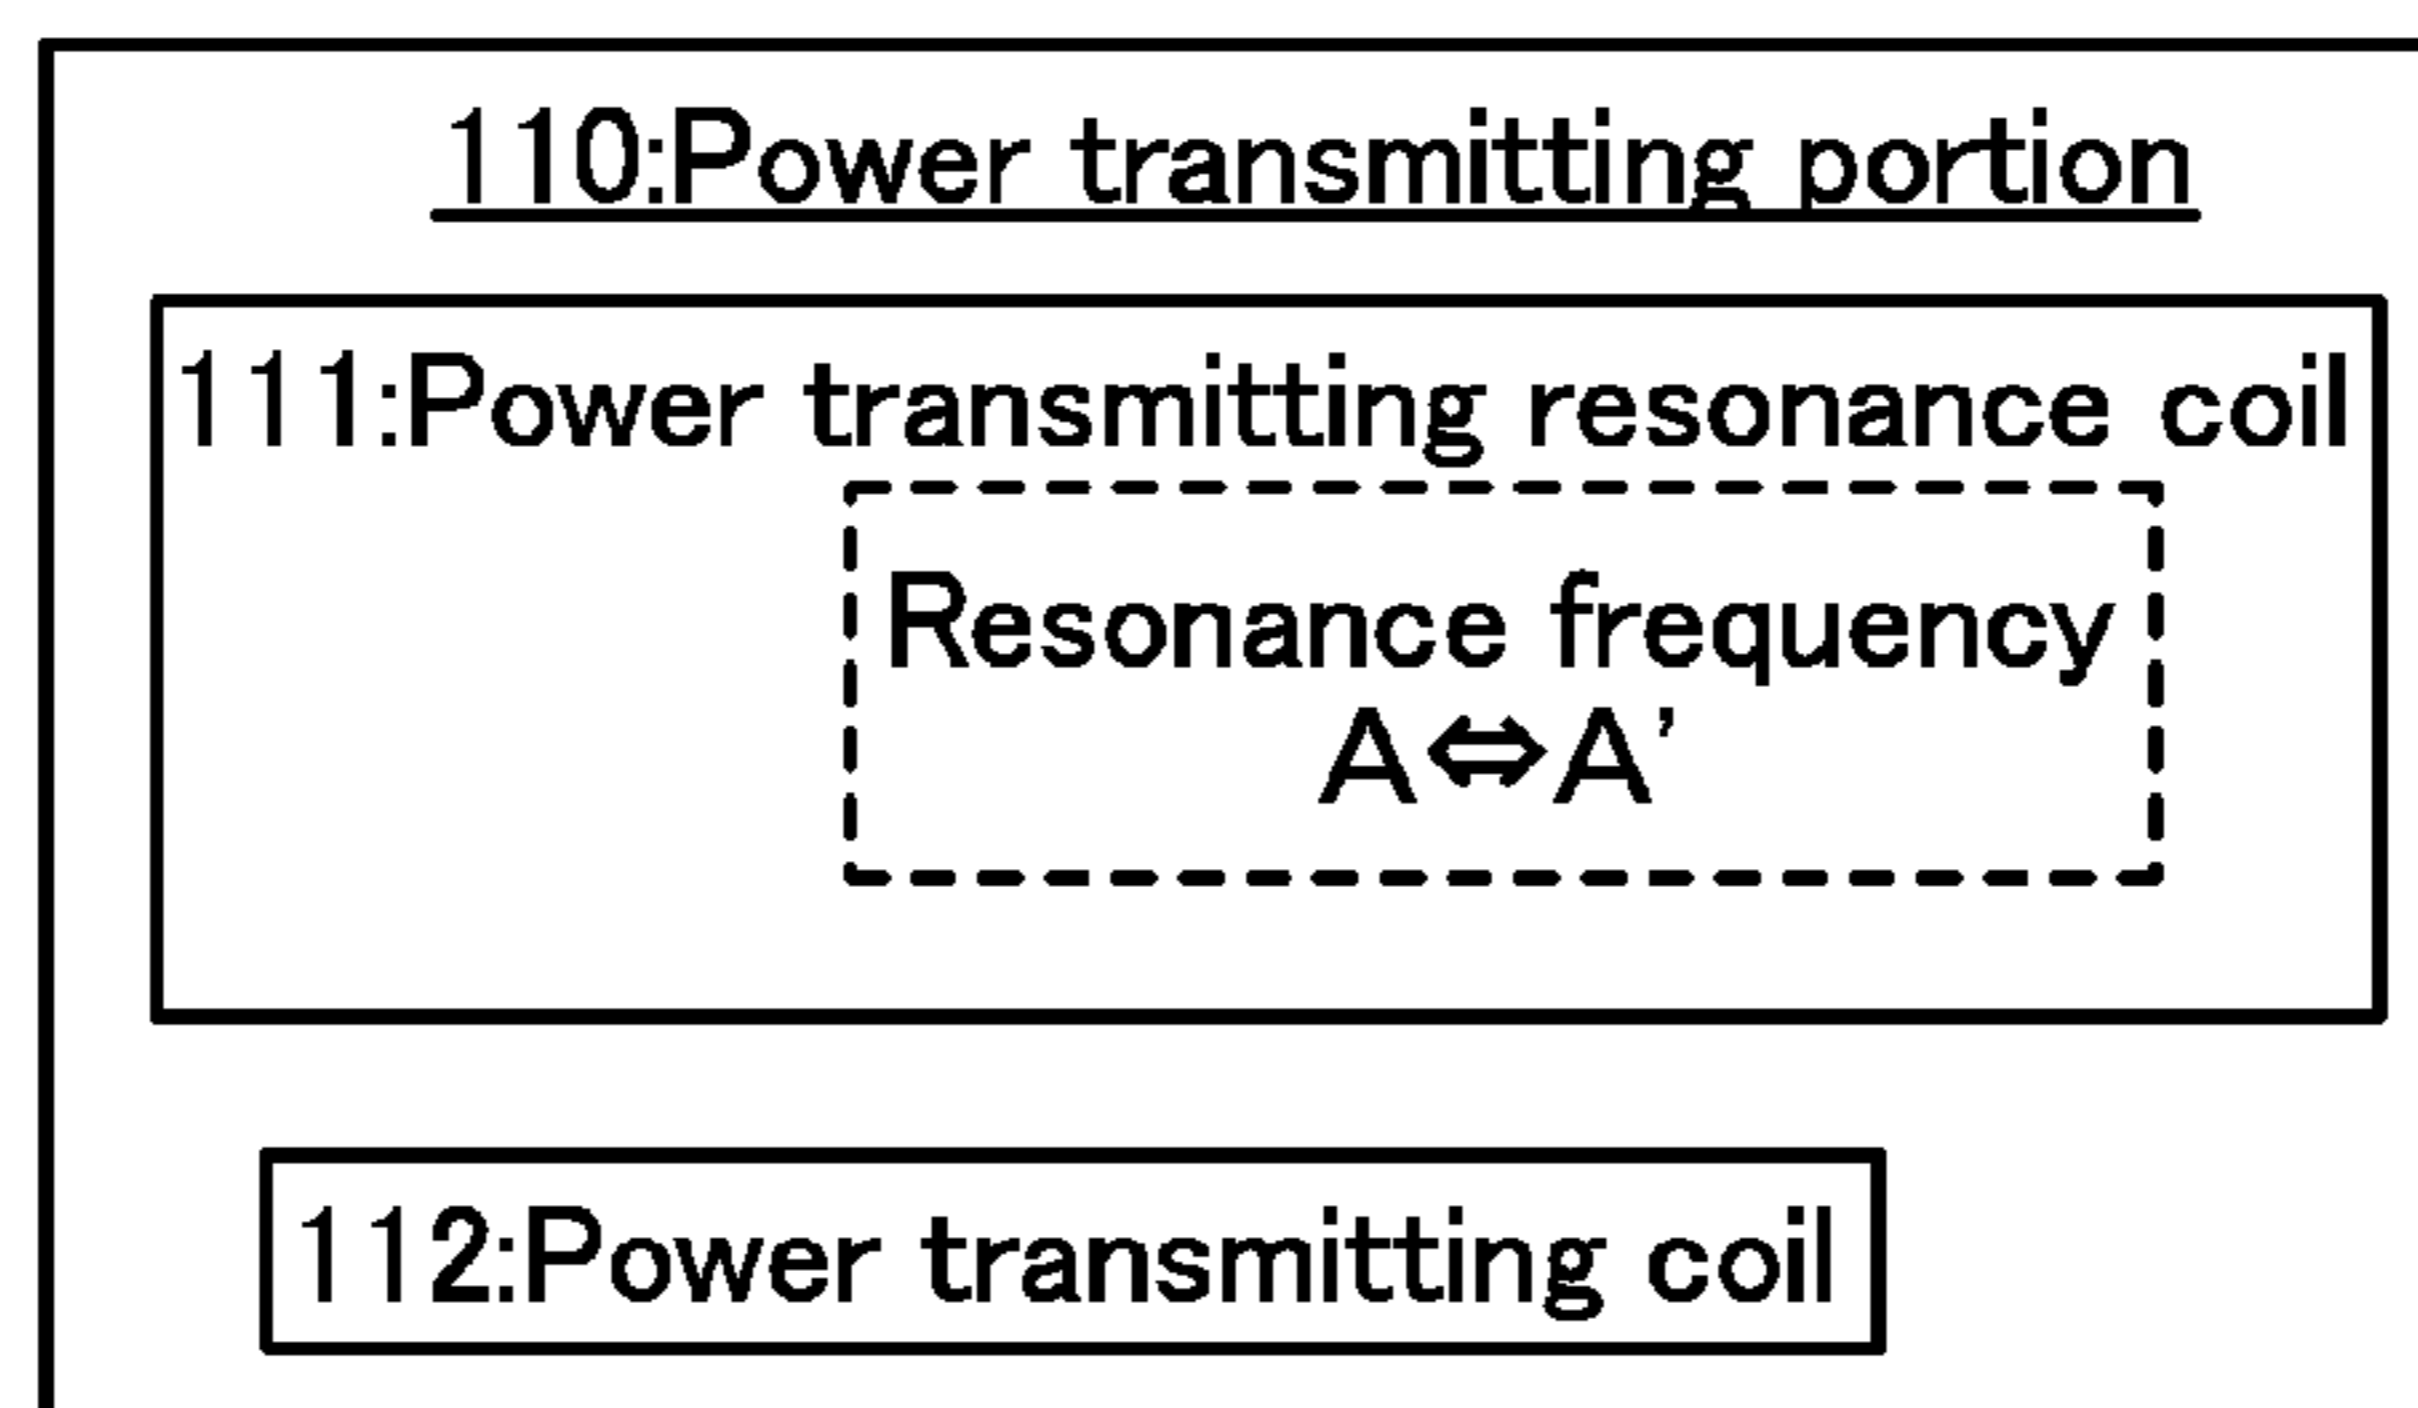 110:Power transmitting portion
111:Power transmitting resonance coil
Resonance frequency
A⇔A’
112:Power transmitting coil